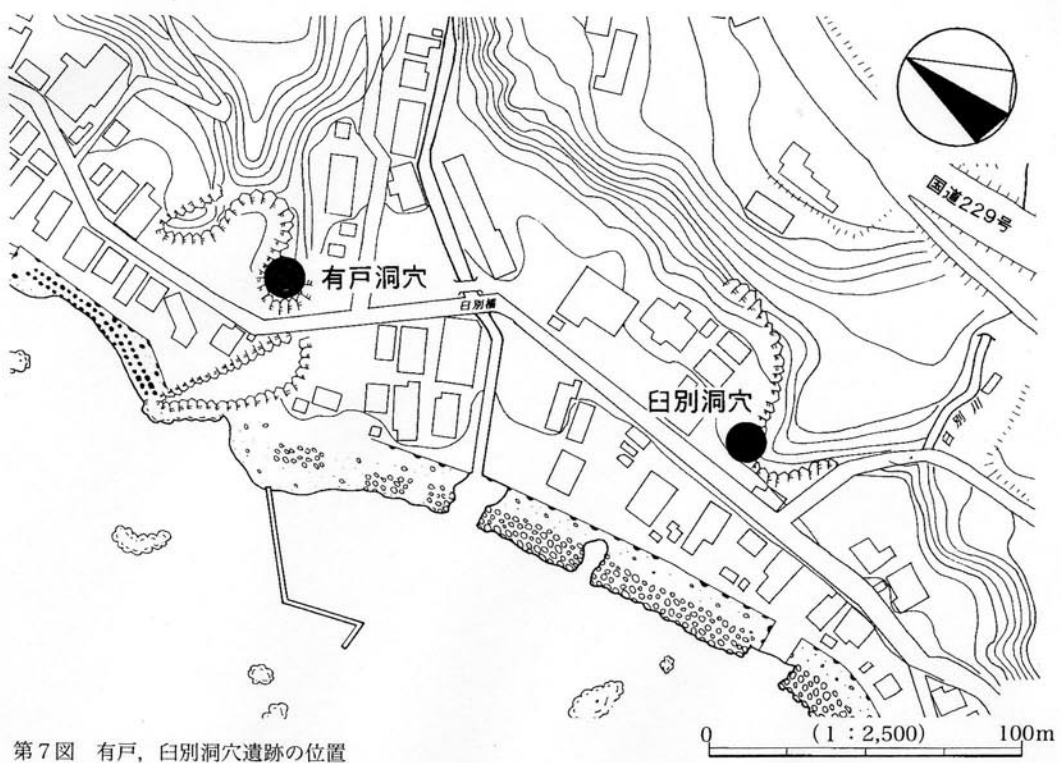 国道229号
有戸洞穴
臼別橋
臼別洞穴
臼別川
第7図 有戸,臼別洞穴遺跡の位置
0 (1:2,500) 100m